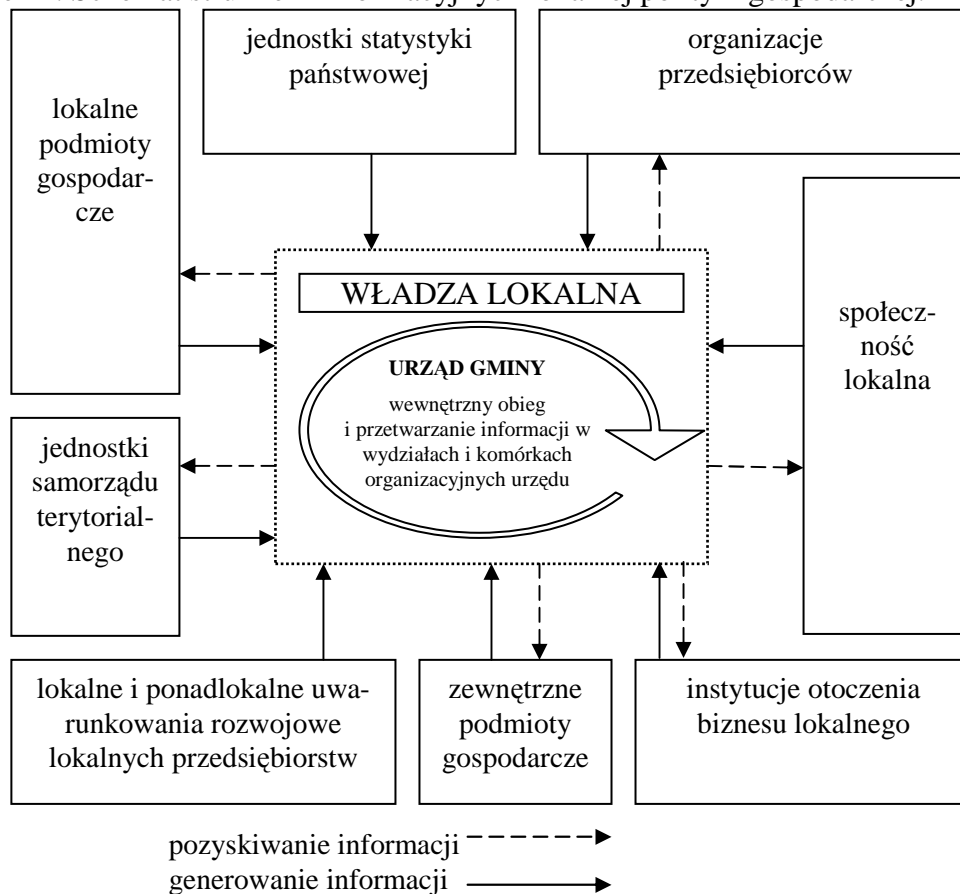 jednostki statystyki
państwowej
organizacje
przedsiębiorców
lokalne
podmioty
gospodar-
cze
WŁADZA LOKALNA
URZĄD GMINY
wewnętrzny obieg
i przetwarzanie informacji w
wydziałach i komórkach
organizacyjnych urzędu
społecz-
ność
lokalna
jednostki
samorządu
terytorial-
nego
lokalne i ponadlokalne uwa-
runkowania rozwojowe
lokalnych przedsiębiorstw
zewnętrzne
podmioty
gospodarcze
instytucje otoczenia
biznesu lokalnego
pozyskiwanie informacji
generowanie informacji